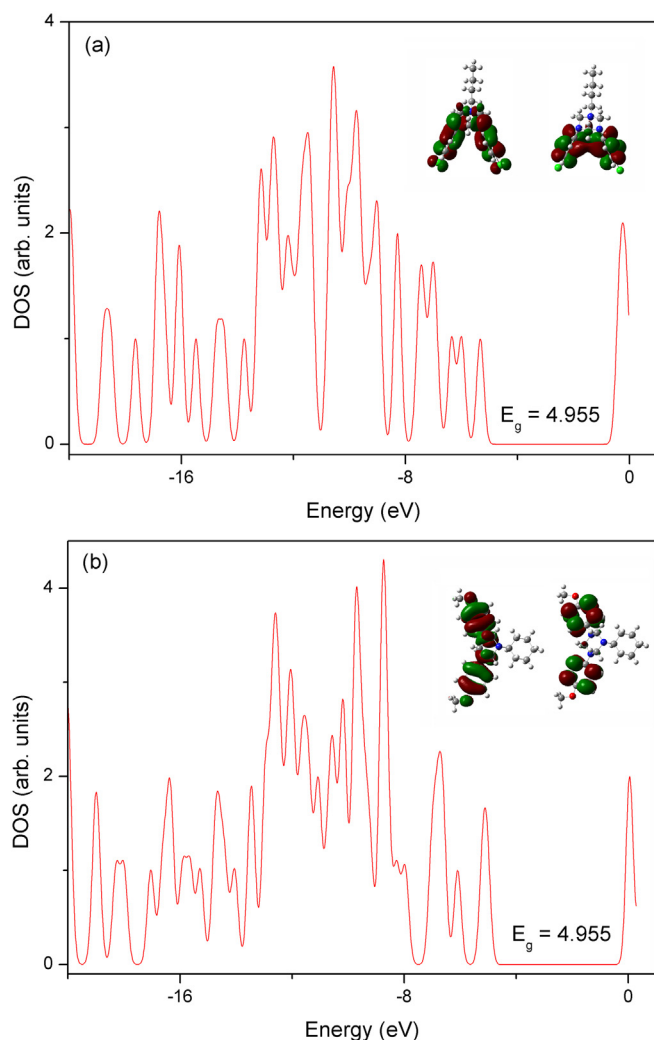 4
(a)
2
DOS (arb. units)
0
E_g = 4.955
-16
-8
0
Energy (eV)
(b)
4
2
DOS (arb. units)
0
E_g = 4.955
-16
-8
0
Energy (eV)